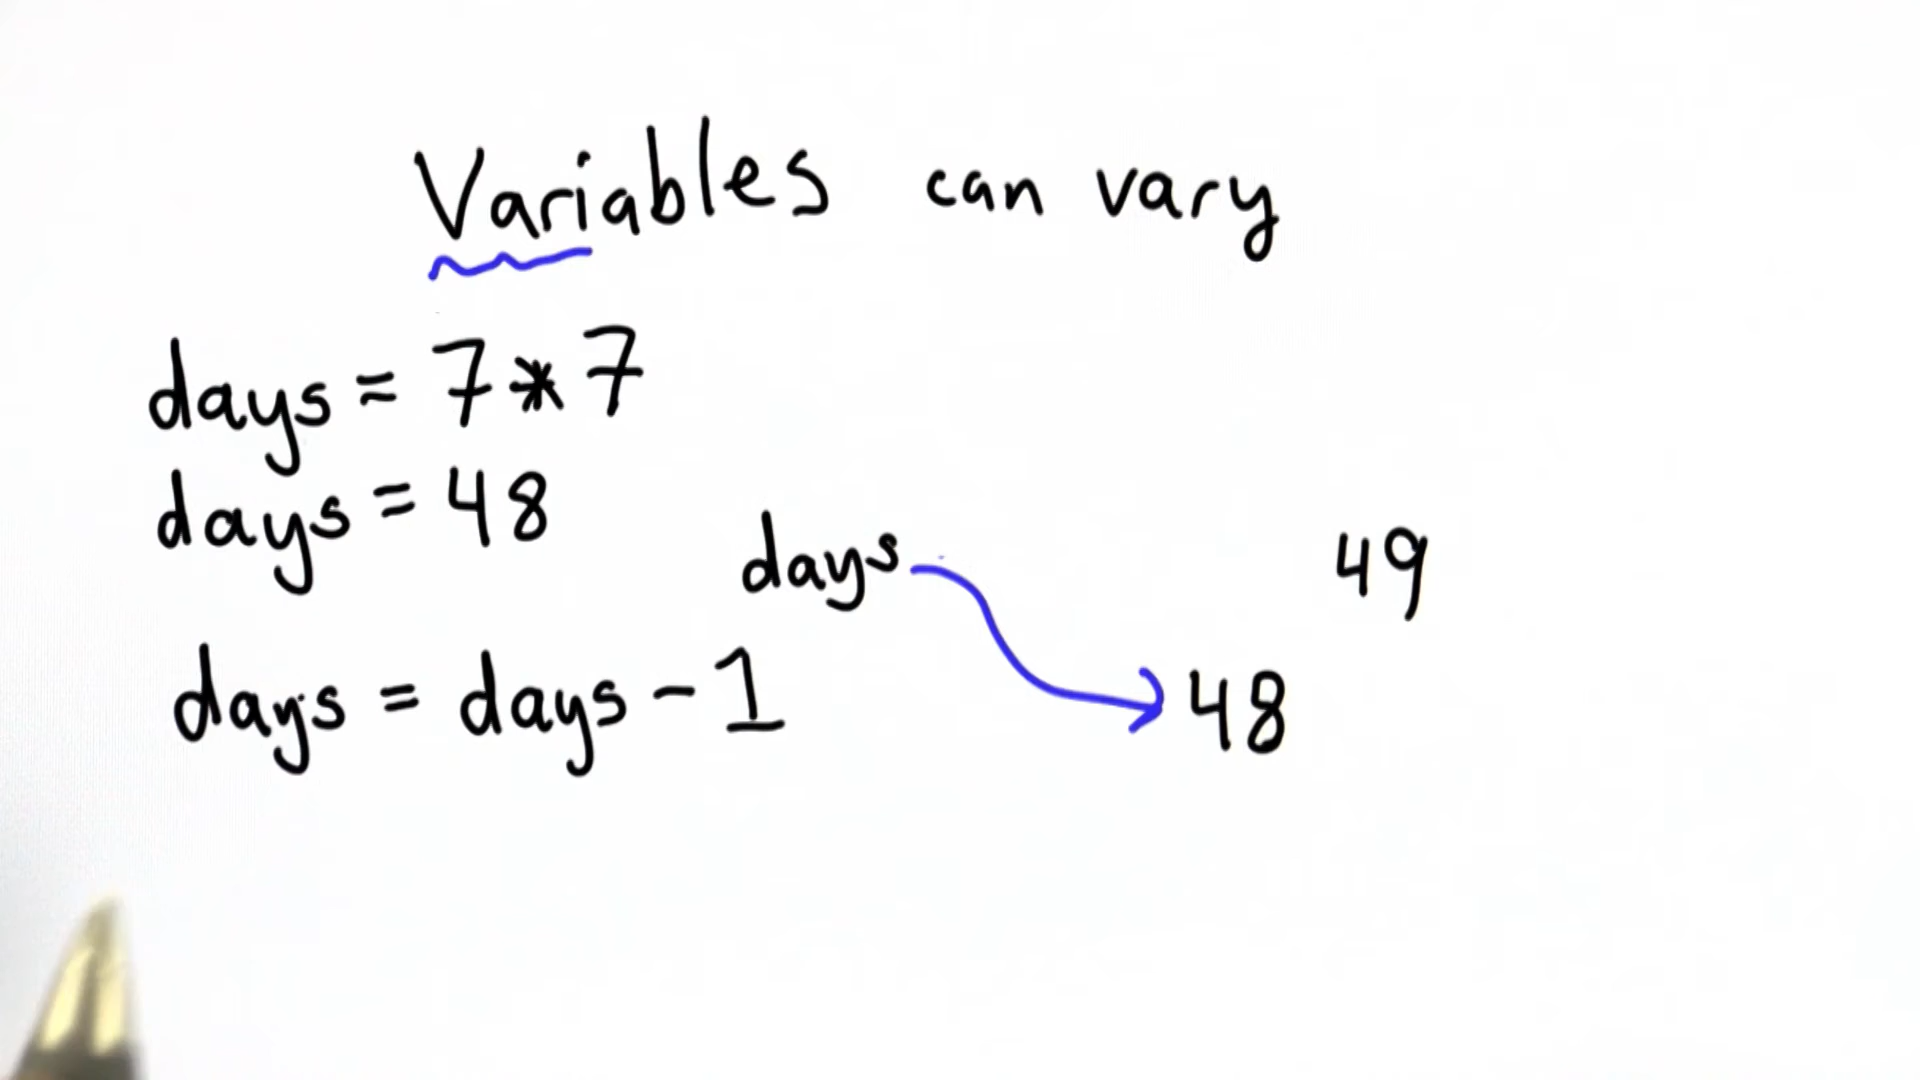 Variables can vary
days = 7*7
days = 48
days 49
48
days = days - 1